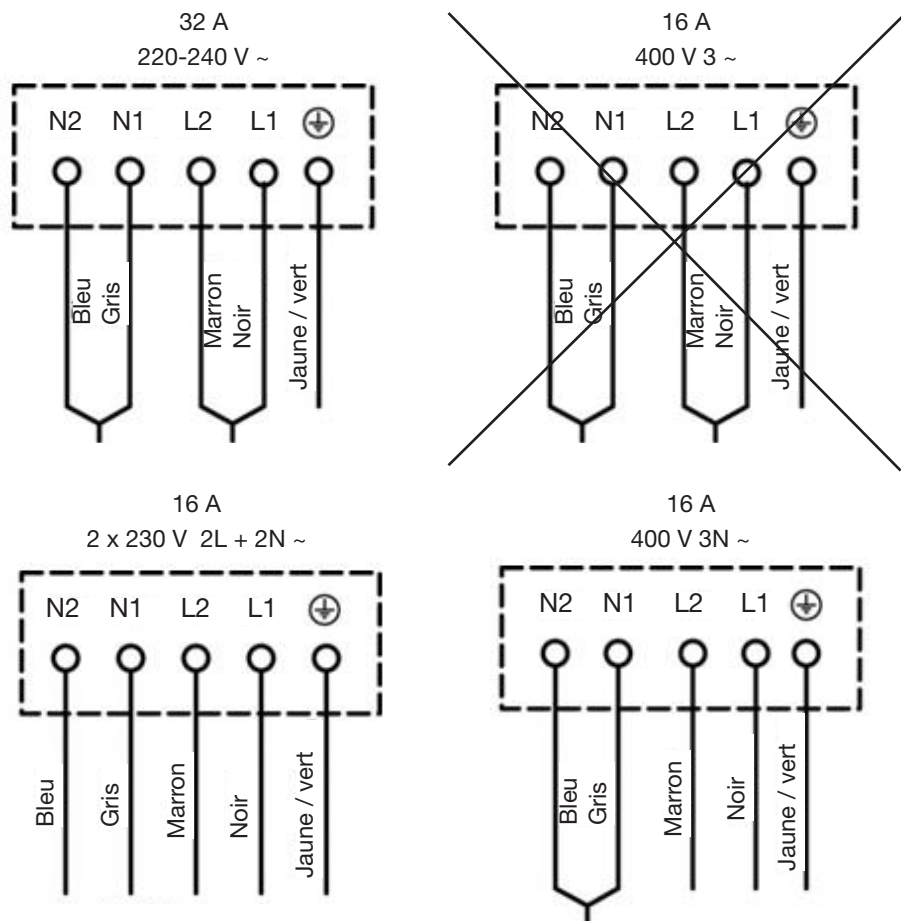 32 A
220-240 V ~
N2 N1 L2 L1
Bleu
Gris
Marron
Noir
Jaune / vert
16 A
400 V 3 ~
N2 N1 L2 L1
Bleu
Gris
Marron
Noir
Jaune / vert
16 A
2 x 230 V 2L + 2N ~
N2 N1 L2 L1
Bleu
Gris
Marron
Noir
Jaune / vert
16 A
400 V 3N ~
N2 N1 L2 L1
Bleu
Gris
Marron
Noir
Jaune / vert